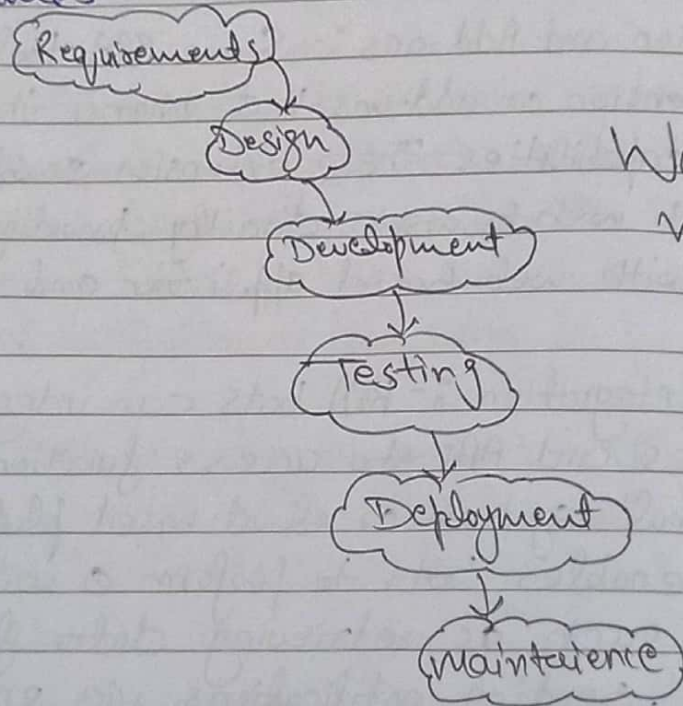 Requirements
Design
Development
Testing
Deployment
Maintaience